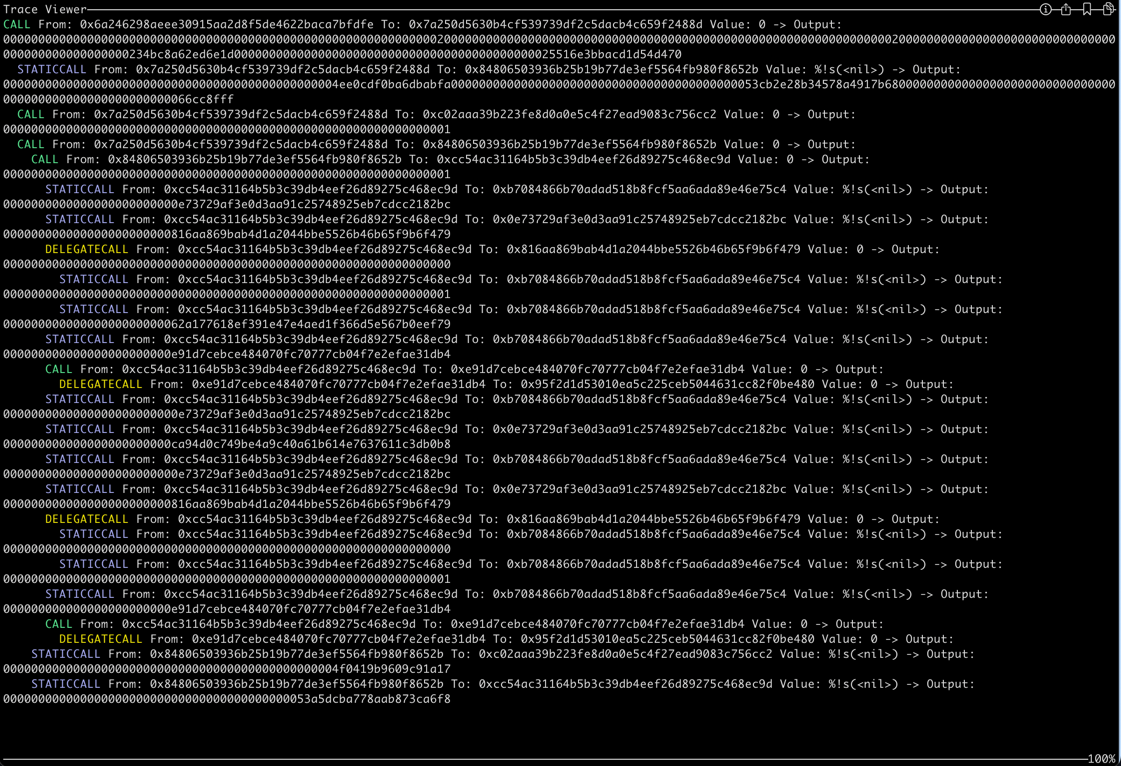 Trace Viewer
CALL From: 0x6a246298aeee30915aa2d8f5de4622baca7bfdfe To: 0x7a250d5630b4cf539739df2c5dacb4c659f2488d Value: 0 -> Output:
000000000000000000000000000000000000000000000000000000000000002000000000000000000000000000000000000000000000000000000000000000020000000000000000000000000000000
000000000000000000234bc8a62ed6e1d0000000000000000000000000000000000000000000025516e3bbacd1d54d470
STATICCALL From: 0x7a250d5630b4cf539739df2c5dacb4c659f2488d To: 0x84806503936b25b19b77de3ef5564fb980f8652b Value: %!s(<nil>) -> Output:
000000000000000000000000000000000000000000000004ee0cdf0ba6dbabfa00000000000000000000000000000000000000000053cb2e28b34578a4917b680000000000000000000000000000000
000000000000000000000000066cc8fff
CALL From: 0x7a250d5630b4cf539739df2c5dacb4c659f2488d To: 0xc02aaa39b223fe8d0a0e5c4f27ead9083c756cc2 Value: 0 -> Output:
0000000000000000000000000000000000000000000000000000000000000001
CALL From: 0x7a250d5630b4cf539739df2c5dacb4c659f2488d To: 0x84806503936b25b19b77de3ef5564fb980f8652b Value: 0 -> Output:
CALL From: 0x84806503936b25b19b77de3ef5564fb980f8652b To: 0xcc54ac31164b5b3c39db4eef26d89275c468ec9d Value: 0 -> Output:
0000000000000000000000000000000000000000000000000000000000000001
STATICCALL From: 0xcc54ac31164b5b3c39db4eef26d89275c468ec9d To: 0xb7084866b70adad518b8fcf5aa6ada89e46e75c4 Value: %!s(<nil>) -> Output:
000000000000000000000000e73729af3e0d3aa91c25748925eb7cdcc2182bc
STATICCALL From: 0xcc54ac31164b5b3c39db4eef26d89275c468ec9d To: 0x0e73729af3e0d3aa91c25748925eb7cdcc2182bc Value: %!s(<nil>) -> Output:
000000000000000000000000816aa869bab4d1a2044bbe5526b46b65f9b6f479
DELEGATECALL From: 0xcc54ac31164b5b3c39db4eef26d89275c468ec9d To: 0x816aa869bab4d1a2044bbe5526b46b65f9b6f479 Value: 0 -> Output:
0000000000000000000000000000000000000000000000000000000000000000
STATICCALL From: 0xcc54ac31164b5b3c39db4eef26d89275c468ec9d To: 0xb7084866b70adad518b8fcf5aa6ada89e46e75c4 Value: %!s(<nil>) -> Output:
0000000000000000000000000000000000000000000000000000000000000001
STATICCALL From: 0xcc54ac31164b5b3c39db4eef26d89275c468ec9d To: 0xb7084866b70adad518b8fcf5aa6ada89e46e75c4 Value: %!s(<nil>) -> Output:
00000000000000000000000062a177618ef391e47e4aed1f366d5e567b0eef79
STATICCALL From: 0xcc54ac31164b5b3c39db4eef26d89275c468ec9d To: 0xb7084866b70adad518b8fcf5aa6ada89e46e75c4 Value: %!s(<nil>) -> Output:
000000000000000000000000e91d7cebce484070fc70777cb04f7e2efae31db4
CALL From: 0xcc54ac31164b5b3c39db4eef26d89275c468ec9d To: 0xe91d7cebce484070fc70777cb04f7e2efae31db4 Value: 0 -> Output:
DELEGATECALL From: 0xe91d7cebce484070fc70777cb04f7e2efae31db4 To: 0x95f2d1d53010ea5c225ceb5044631cc82f0be480 Value: 0 -> Output:
STATICCALL From: 0xcc54ac31164b5b3c39db4eef26d89275c468ec9d To: 0xb7084866b70adad518b8fcf5aa6ada89e46e75c4 Value: %!s(<nil>) -> Output:
0000000000000000000000000e73729af3e0d3aa91c25748925eb7cdcc2182bc
STATICCALL From: 0xcc54ac31164b5b3c39db4eef26d89275c468ec9d To: 0x0e73729af3e0d3aa91c25748925eb7cdcc2182bc Value: %!s(<nil>) -> Output:
000000000000000000000000ca94d0c749be4a9c40a61b614e7637611c3db0b8
STATICCALL From: 0xcc54ac31164b5b3c39db4eef26d89275c468ec9d To: 0xb7084866b70adad518b8fcf5aa6ada89e46e75c4 Value: %!s(<nil>) -> Output:
0000000000000000000000000e73729af3e0d3aa91c25748925eb7cdcc2182bc
STATICCALL From: 0xcc54ac31164b5b3c39db4eef26d89275c468ec9d To: 0x0e73729af3e0d3aa91c25748925eb7cdcc2182bc Value: %!s(<nil>) -> Output:
000000000000000000000000816aa869bab4d1a2044bbe5526b46b65f9b6f479
DELEGATECALL From: 0xcc54ac31164b5b3c39db4eef26d89275c468ec9d To: 0x816aa869bab4d1a2044bbe5526b46b65f9b6f479 Value: 0 -> Output:
STATICCALL From: 0xcc54ac31164b5b3c39db4eef26d89275c468ec9d To: 0xb7084866b70adad518b8fcf5aa6ada89e46e75c4 Value: %!s(<nil>) -> Output:
0000000000000000000000000000000000000000000000000000000000000000
STATICCALL From: 0xcc54ac31164b5b3c39db4eef26d89275c468ec9d To: 0xb7084866b70adad518b8fcf5aa6ada89e46e75c4 Value: %!s(<nil>) -> Output:
0000000000000000000000000000000000000000000000000000000000000001
STATICCALL From: 0xcc54ac31164b5b3c39db4eef26d89275c468ec9d To: 0xb7084866b70adad518b8fcf5aa6ada89e46e75c4 Value: %!s(<nil>) -> Output:
000000000000000000000000e91d7cebce484070fc70777cb04f7e2efae31db4
CALL From: 0xcc54ac31164b5b3c39db4eef26d89275c468ec9d To: 0xe91d7cebce484070fc70777cb04f7e2efae31db4 Value: 0 -> Output:
DELEGATECALL From: 0xe91d7cebce484070fc70777cb04f7e2efae31db4 To: 0x95f2d1d53010ea5c225ceb5044631cc82f0be480 Value: 0 -> Output:
STATICCALL From: 0x84806503936b25b19b77de3ef5564fb980f8652b To: 0xc02aaa39b223fe8d0a0e5c4f27ead9083c756cc2 Value: %!s(<nil>) -> Output:
000000000000000000000000000000000000000000000004f0419b9609c91a17
STATICCALL From: 0x84806503936b25b19b77de3ef5564fb980f8652b To: 0xcc54ac31164b5b3c39db4eef26d89275c468ec9d Value: %!s(<nil>) -> Output:
00000000000000000000000000000000000000000053a5dcba778aab873ca6f8
100%